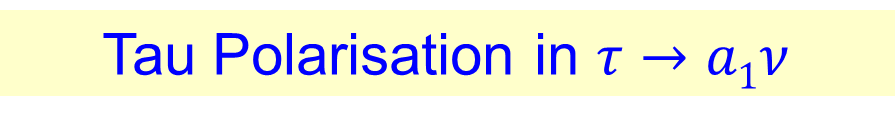 Tau Polarisation in τ → a₁ν